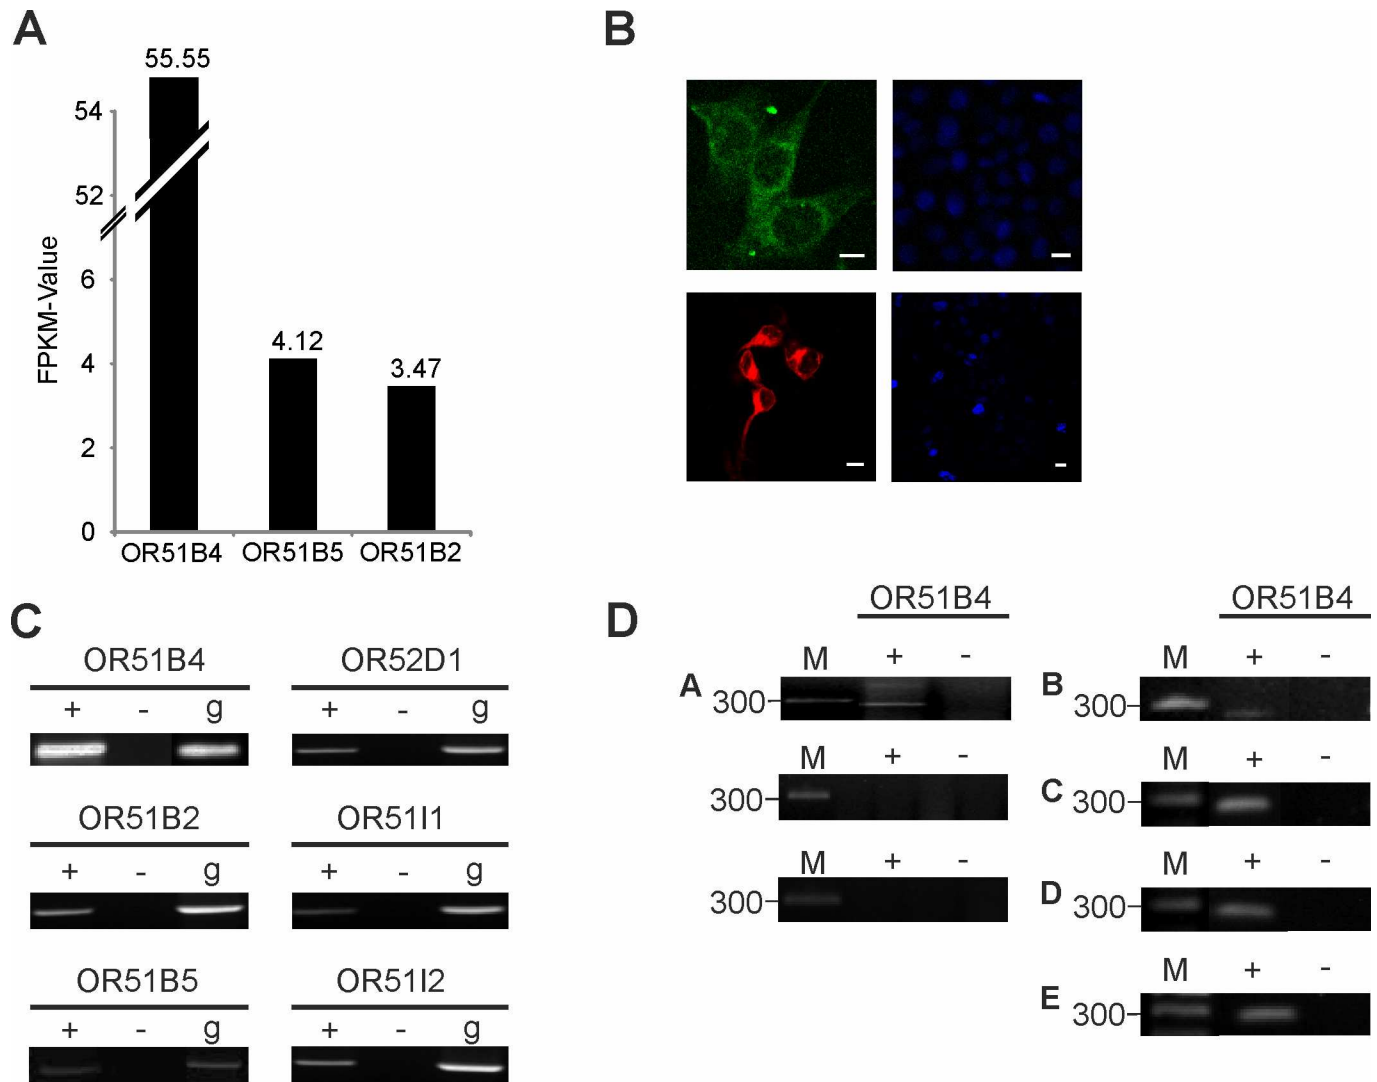 A
55.55
54
52
6
4
2
0
FPKM-Value
4.12
3.47
OR51B4 OR51B5 OR51B2
B
C
OR51B4
+ - g
OR52D1
+ - g
OR51B2
+ - g
OR51I1
+ - g
OR51B5
+ - g
OR51I2
+ - g
D
OR51B4
M + -
A 300
M + -
300
M + -
300
OR51B4
M + -
B 300
M + -
C 300
M + -
D 300
M + -
E 300